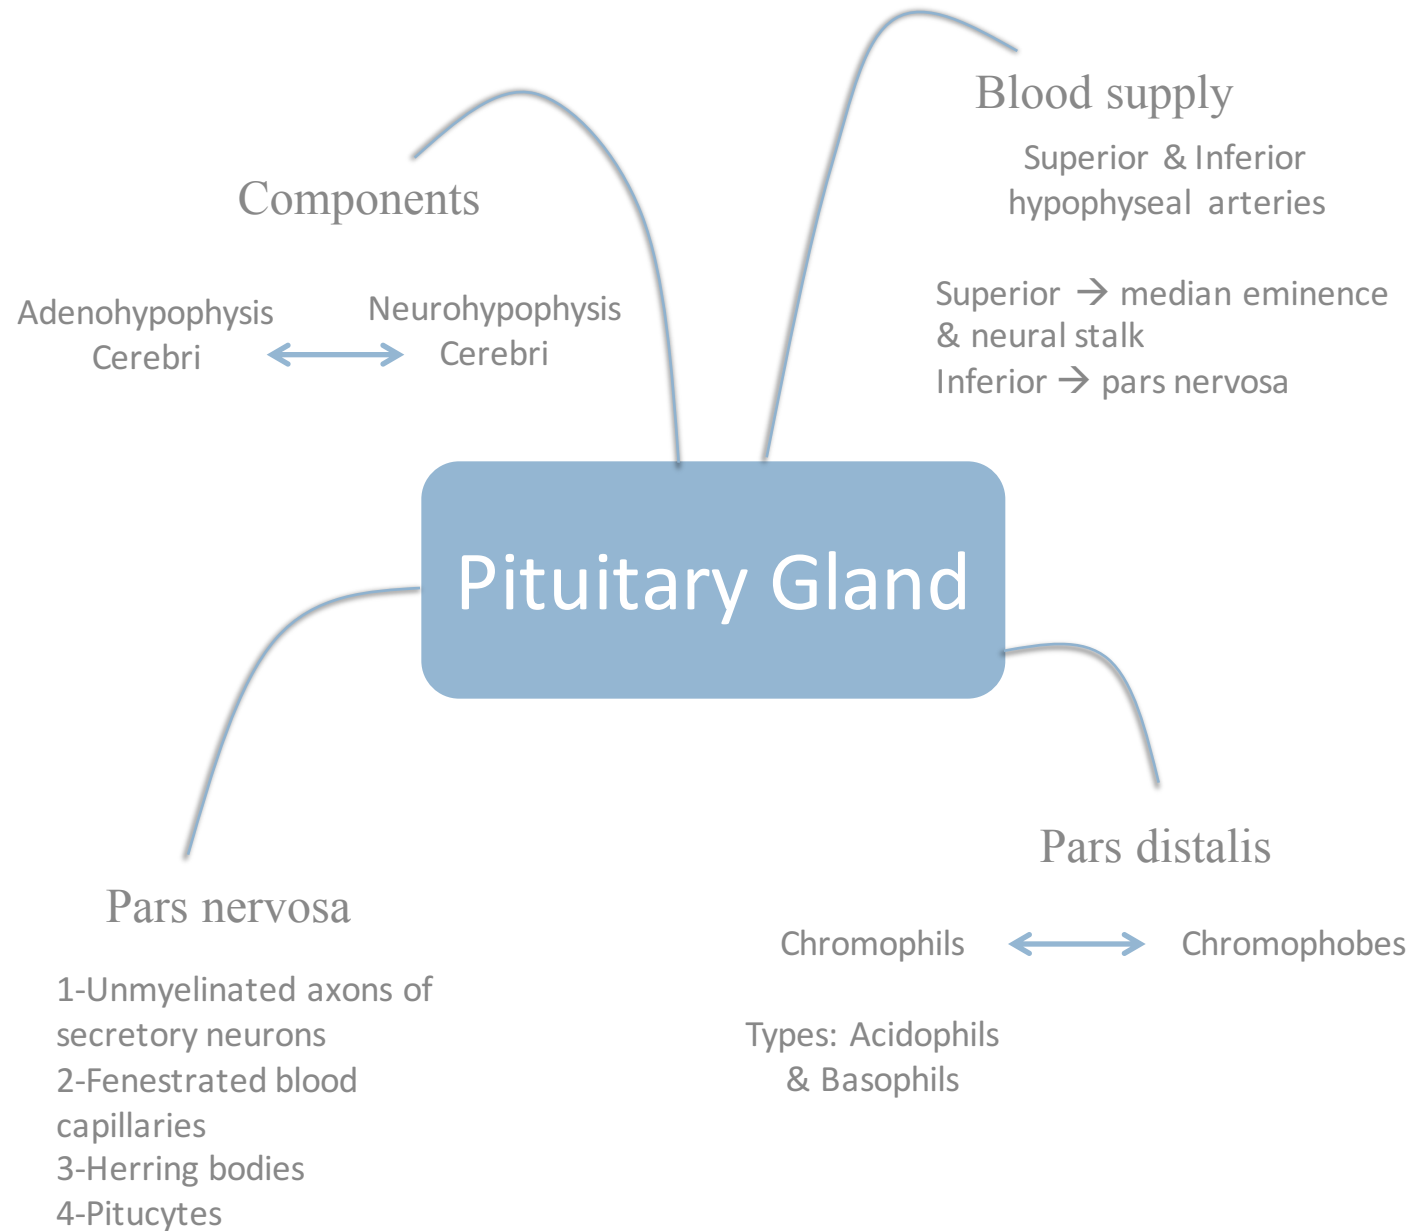 Blood supply
Superior & Inferior
hypophyseal arteries
Superior → median eminence
& neural stalk
Inferior → pars nervosa
Components
Adenohypophysis
Cerebri
Neurohypophysis
Cerebri
Pituitary Gland
Pars nervosa
1-Unmyelinated axons of
secretory neurons
2-Fenestrated blood
capillaries
3-Herring bodies
4-Pitucytes
Pars distalis
Chromophils
Chromophobes
Types: Acidophils
& Basophils